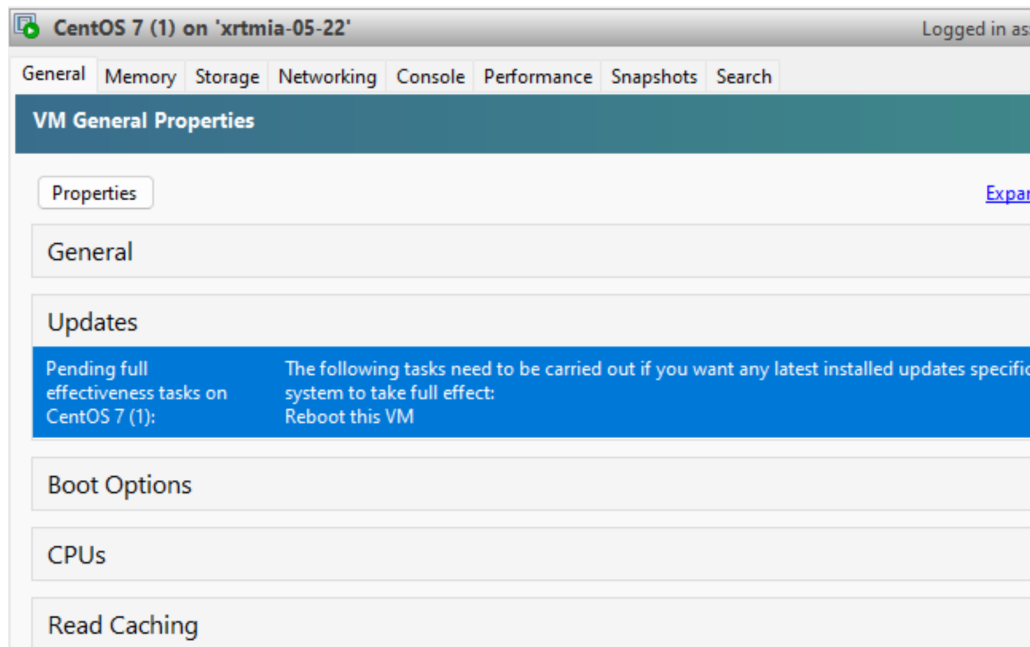 CentOS 7 (1) on 'xrtmia-05-22' Logged in as:
General Memory Storage Networking Console Performance Snapshots Search
VM General Properties
Properties
General
Updates
Pending full
effectiveness tasks on
CentOS 7 (1):
The following tasks need to be carried out if you want any latest installed updates
system to take full effect:
Reboot this VM
Boot Options
CPUs
Read Caching